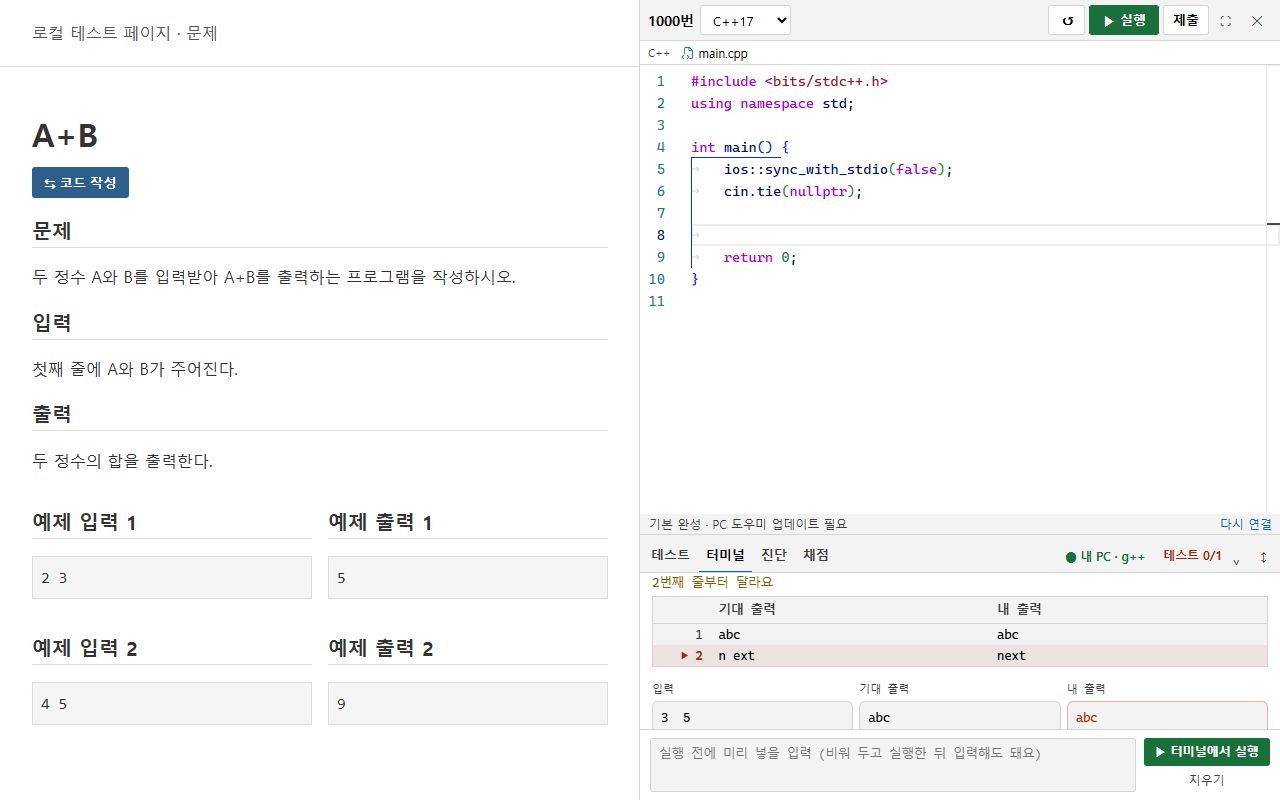 로컬 테스트 페이지 · 문제
A+B
⇆ 코드 작성
문제
두 정수 A와 B를 입력받아 A+B를 출력하는 프로그램을 작성하시오.
입력
첫째 줄에 A와 B가 주어진다.
출력
두 정수의 합을 출력한다.
예제 입력 1
예제 출력 1
2 3
5
예제 입력 2
예제 출력 2
4 5
9
1000번 C++17 ↺ ▶ 실행 제출
C++ main.cpp
1 #include <bits/stdc++.h>
2 using namespace std;
3
4 int main() {
5 ios::sync_with_stdio(false);
6 cin.tie(nullptr);
7
8
9 return 0;
10 }
11
기본 완성 · PC 도우미 업데이트 필요 다시 연결
테스트 터미널 진단 채점 ● 내 PC · g++ 테스트 0/1
2번째 줄부터 달라요
기대 출력 내 출력
1 abc abc
▶ 2 n ext next
입력 기대 출력 내 출력
3  5 abc abc
실행 전에 미리 넣을 입력 (비워 두고 실행한 뒤 입력해도 돼요)
▶ 터미널에서 실행
지우기